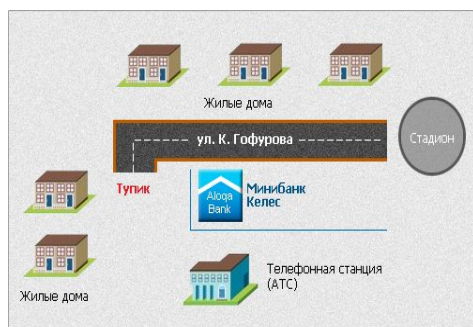 Жилые дома
ул. К. Гофурова
Стадион
Тупик
Aloqa
Bank
Минибанк
Келес
Телефонная станция
(АТС)
Жилые дома